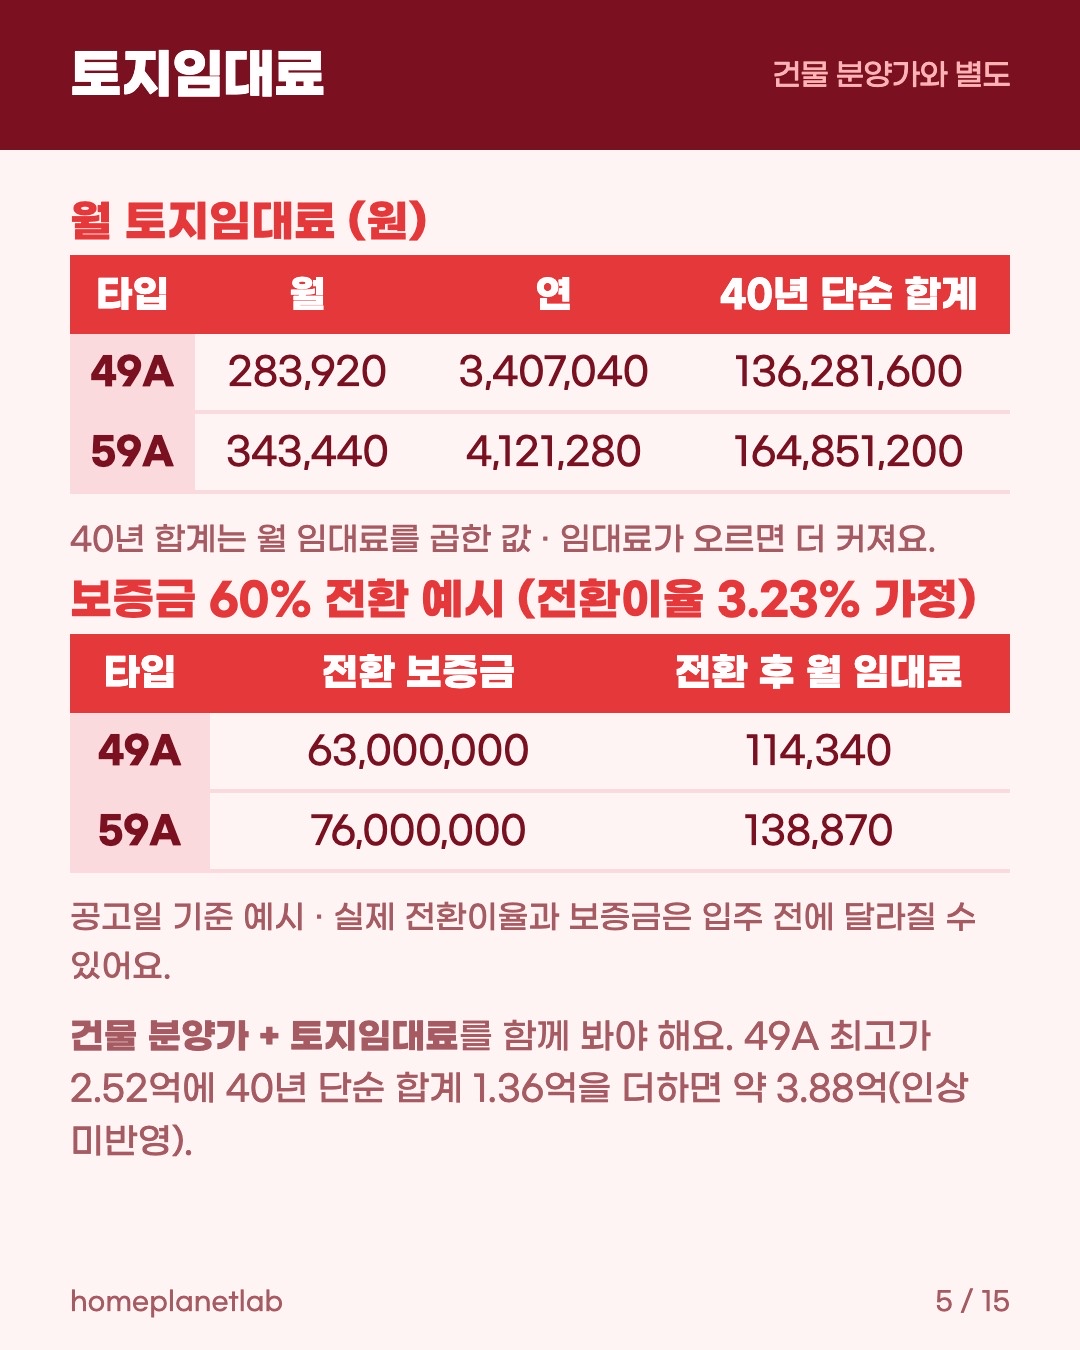 토지임대료
건물 분양가와 별도
월 토지임대료 (원)
타입 월 연 40년 단순 합계
49A 283,920 3,407,040 136,281,600
59A 343,440 4,121,280 164,851,200
40년 합계는 월 임대료를 곱한 값 · 임대료가 오르면 더 커져요.
보증금 60% 전환 예시 (전환이율 3.23% 가정)
타입 전환 보증금 전환 후 월 임대료
49A 63,000,000 114,340
59A 76,000,000 138,870
공고일 기준 예시 · 실제 전환이율과 보증금은 입주 전에 달라질 수
있어요.
건물 분양가 + 토지임대료를 함께 봐야 해요. 49A 최고가
2.52억에 40년 단순 합계 1.36억을 더하면 약 3.88억(인상
미반영).
homeplanetlab
5 / 15